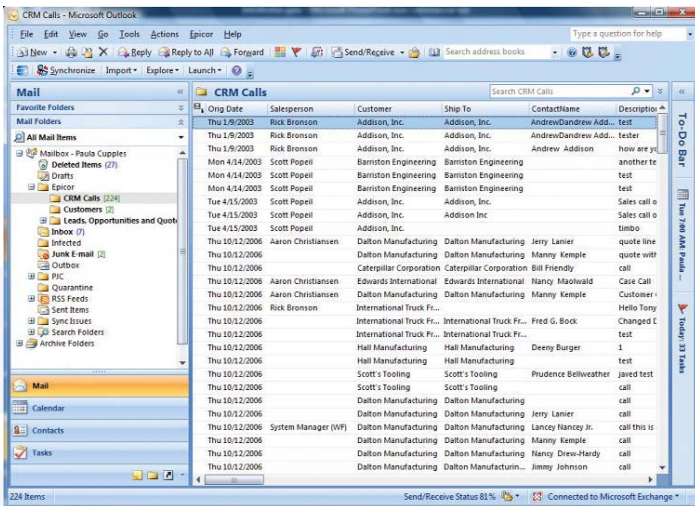 CRM Calls - Microsoft Outlook
File Edit View Go Tools Actions Epicor Help Type a question for help
New Reply Reply to All Forward Send/Receive Search address books
Synchronize Import Explore Launch
Mail
Favorite Folders
Mail Folders
All Mail Items
Mailbox - Paula Cupples
Deleted Items (27)
Drafts
Epicor
CRM Calls [224]
Customers [2]
Leads, Opportunities and Quot
Inbox (7)
Infected
Junk E-mail [2]
Outbox
PJC
Quarantine
RSS Feeds
Sent Items
Sync Issues
Search Folders
Archive Folders
Mail
Calendar
Contacts
Tasks
CRM Calls Search CRM Calls
Orig Date Salesperson Customer Ship To ContactName Description
Thu 1/9/2003 Rick Bronson Addison, Inc. Addison, Inc. AndrewDandrew Add... test
Thu 1/9/2003 Rick Bronson Addison, Inc. Addison, Inc. AndrewDandrew Add... tester
Thu 1/9/2003 Rick Bronson Addison, Inc. Addison, Inc. Andrew Addison how are yo
Mon 4/14/2003 Scott Popeil Barriston Engineering Barriston Engineering another te
Mon 4/14/2003 Scott Popeil Barriston Engineering Barriston Engineering test
Mon 4/14/2003 Scott Popeil Barriston Engineering Barriston Engineering test
Tue 4/15/2003 Scott Popeil Addison, Inc. Addison, Inc. Sales call o
Tue 4/15/2003 Scott Popeil Addison, Inc. Addison Inc Sales call o
Tue 4/15/2003 Scott Popeil Addison, Inc. timbo
Thu 10/12/2006 Aaron Christiansen Dalton Manufacturing Dalton Manufacturing Jerry Lanier quote line
Thu 10/12/2006 Dalton Manufacturing Dalton Manufacturing Manny Kemple quote with
Thu 10/12/2006 Caterpillar Corporation Caterpillar Corporation Bill Friendly call
Thu 10/12/2006 Aaron Christiansen Edwards International Edwards International Nancy Maolwald Case Call
Thu 10/12/2006 Aaron Christiansen Dalton Manufacturing Dalton Manufacturing Manny Kemple Customer
Thu 10/12/2006 Rick Bronson International Truck Fr... Hello Tony
Thu 10/12/2006 International Truck Fr... International Truck Fr... Fred G. Bock Changed D
Thu 10/12/2006 International Truck Fr... International Truck Fr... test
Thu 10/12/2006 Hall Manufacturing Hall Manufacturing Deeny Burger 1
Thu 10/12/2006 Hall Manufacturing Hall Manufacturing test
Thu 10/12/2006 Scott's Tooling Scott's Tooling Prudence Bellweather javed test
Thu 10/12/2006 Scott's Tooling Scott's Tooling call
Thu 10/12/2006 Dalton Manufacturing Dalton Manufacturing call
Thu 10/12/2006 Dalton Manufacturing Dalton Manufacturing Jerry Lanier call
Thu 10/12/2006 System Manager (WF) Dalton Manufacturing Dalton Manufacturing Lancey Nancey Jr. call this is
Thu 10/12/2006 Dalton Manufacturing Dalton Manufacturing Manny Kemple call
Thu 10/12/2006 Dalton Manufacturing Dalton Manufacturing Nancy Drew-Hardy call
Thu 10/12/2006 Dalton Manufacturing Dalton Manufacturin... Jimmy Johnson call
To-Do Bar
Tue 7:00 AM: Paula ...
Today: 33 Tasks
224 Items Send/Receive Status 81% Connected to Microsoft Exchange